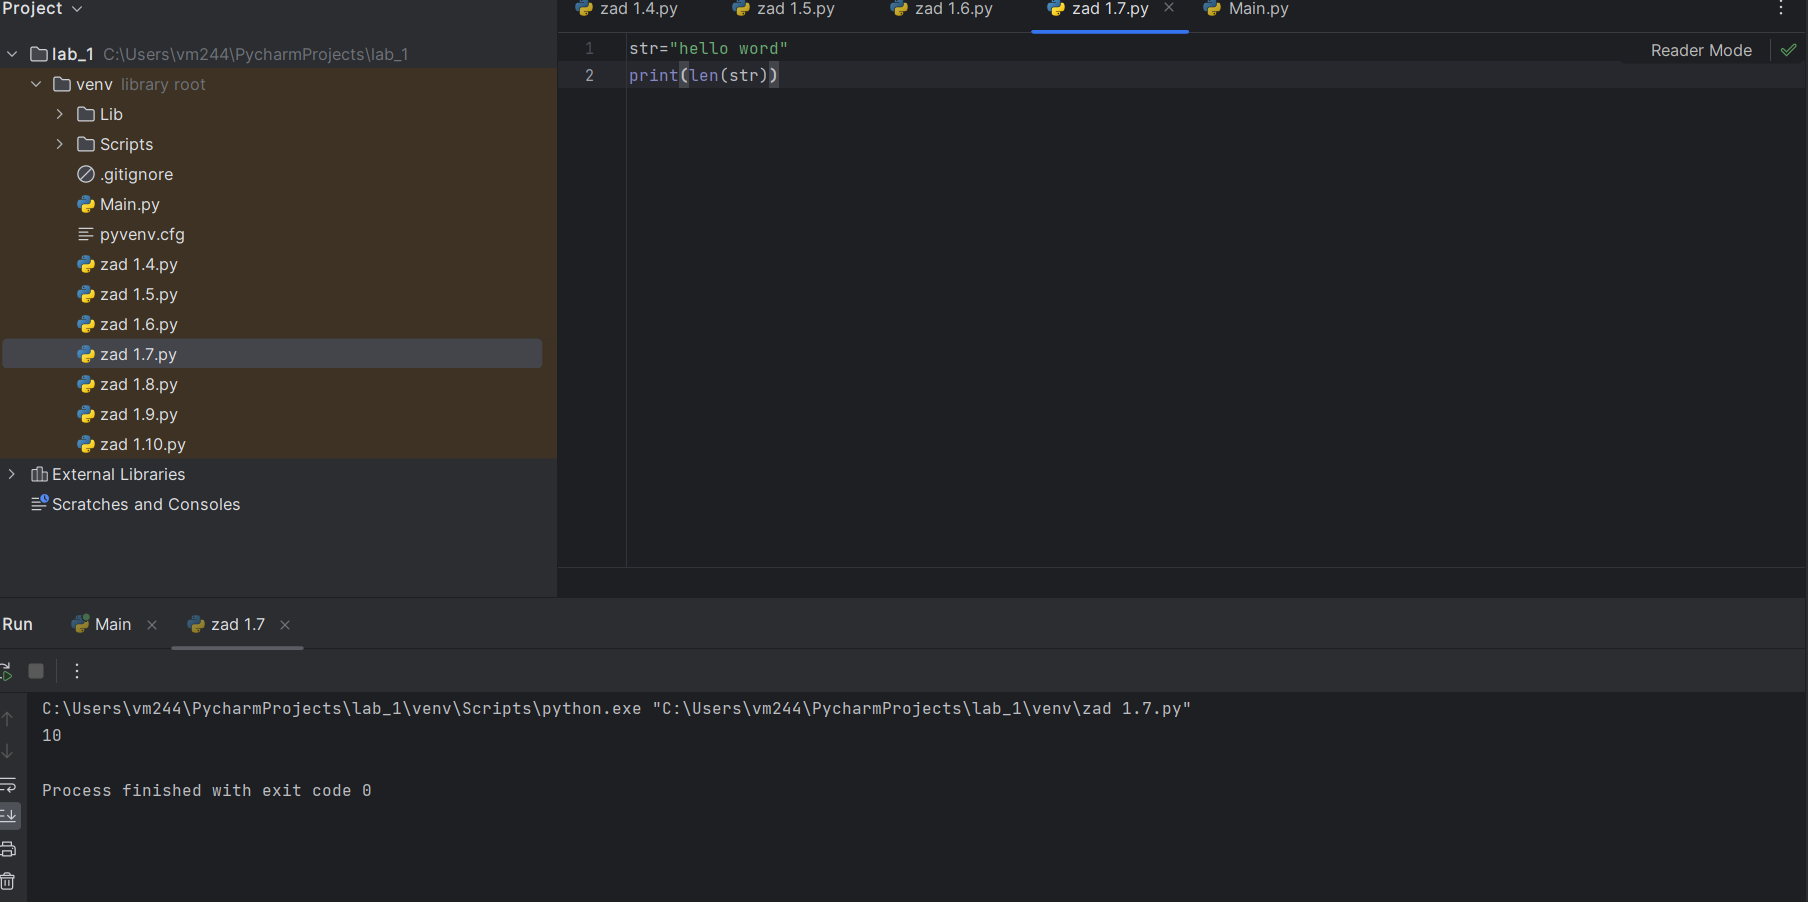 Project
zad 1.4.py
zad 1.5.py
zad 1.6.py
zad 1.7.py
Main.py
lab_1 C:\Users\vm244\PycharmProjects\lab_1
venv library root
Lib
Scripts
.gitignore
Main.py
pyvenv.cfg
zad 1.4.py
zad 1.5.py
zad 1.6.py
zad 1.7.py
zad 1.8.py
zad 1.9.py
zad 1.10.py
External Libraries
Scratches and Consoles
1 str="hello word"
2 print(len(str))
Reader Mode
Run
Main
zad 1.7
C:\Users\vm244\PycharmProjects\lab_1\venv\Scripts\python.exe "C:\Users\vm244\PycharmProjects\lab_1\venv\zad 1.7.py"
10
Process finished with exit code 0